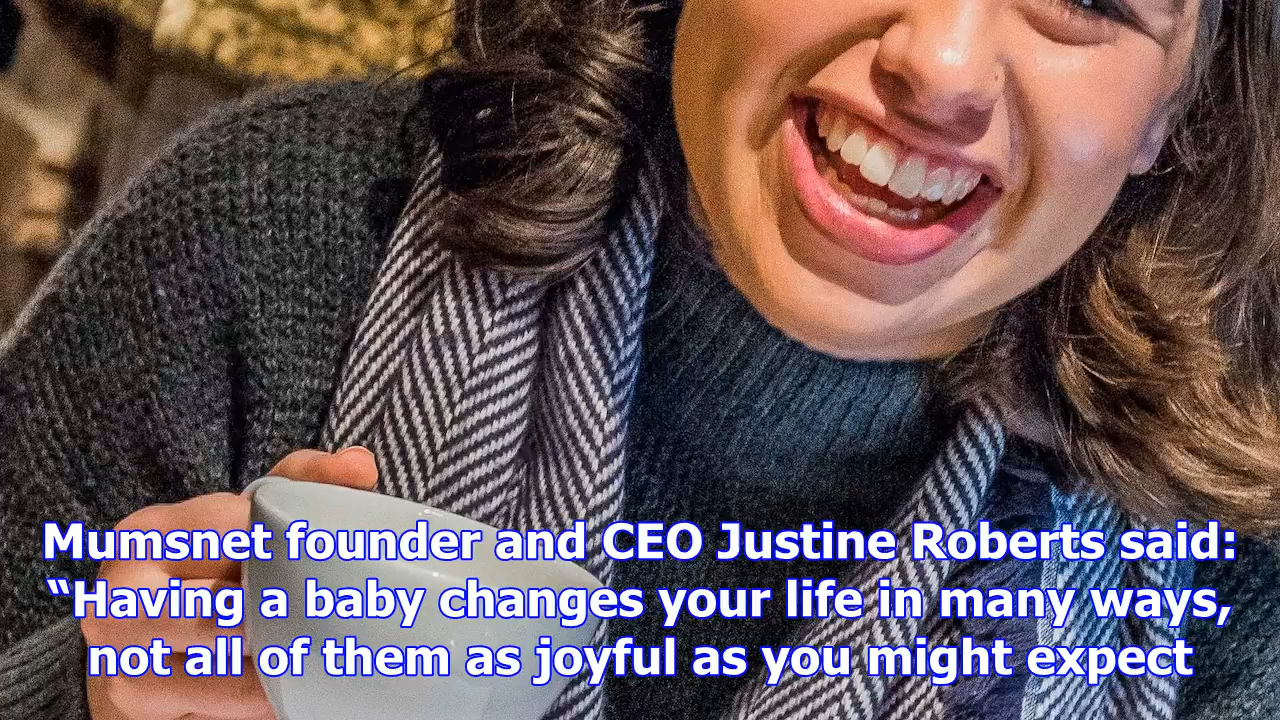 Mumsnet founder and CEO Justine Roberts said:
“Having a baby changes your life in many ways,
not all of them as joyful as you might expect